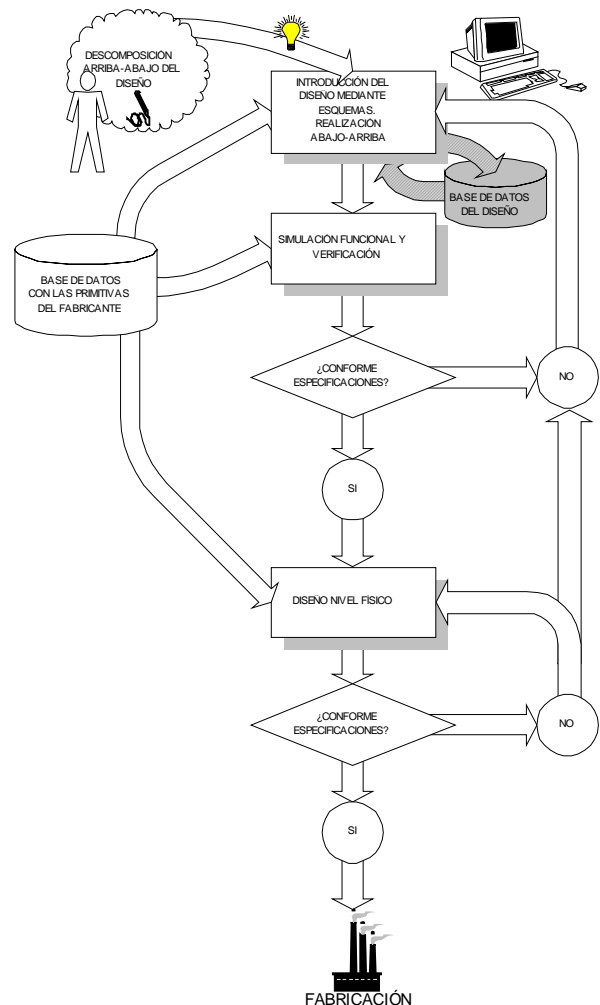 DESCOMPOSICIÓN
ARRIBA-ABAJO DEL
DISEÑO
INTRODUCCIÓN DEL
DISEÑO MEDIANTE
ESQUEMAS.
REALIZACIÓN
ABAJO-ARRIBA
BASE DE DATOS
DEL DISEÑO
SIMULACIÓN FUNCIONAL Y
VERIFICACIÓN
BASE DE DATOS
CON LAS PRIMITIVAS
DEL FABRICANTE
¿CONFORME
ESPECIFICACIONES?
NO
SI
DISEÑO NIVEL FÍSICO
¿CONFORME
ESPECIFICACIONES?
NO
SI
FABRICACIÓN